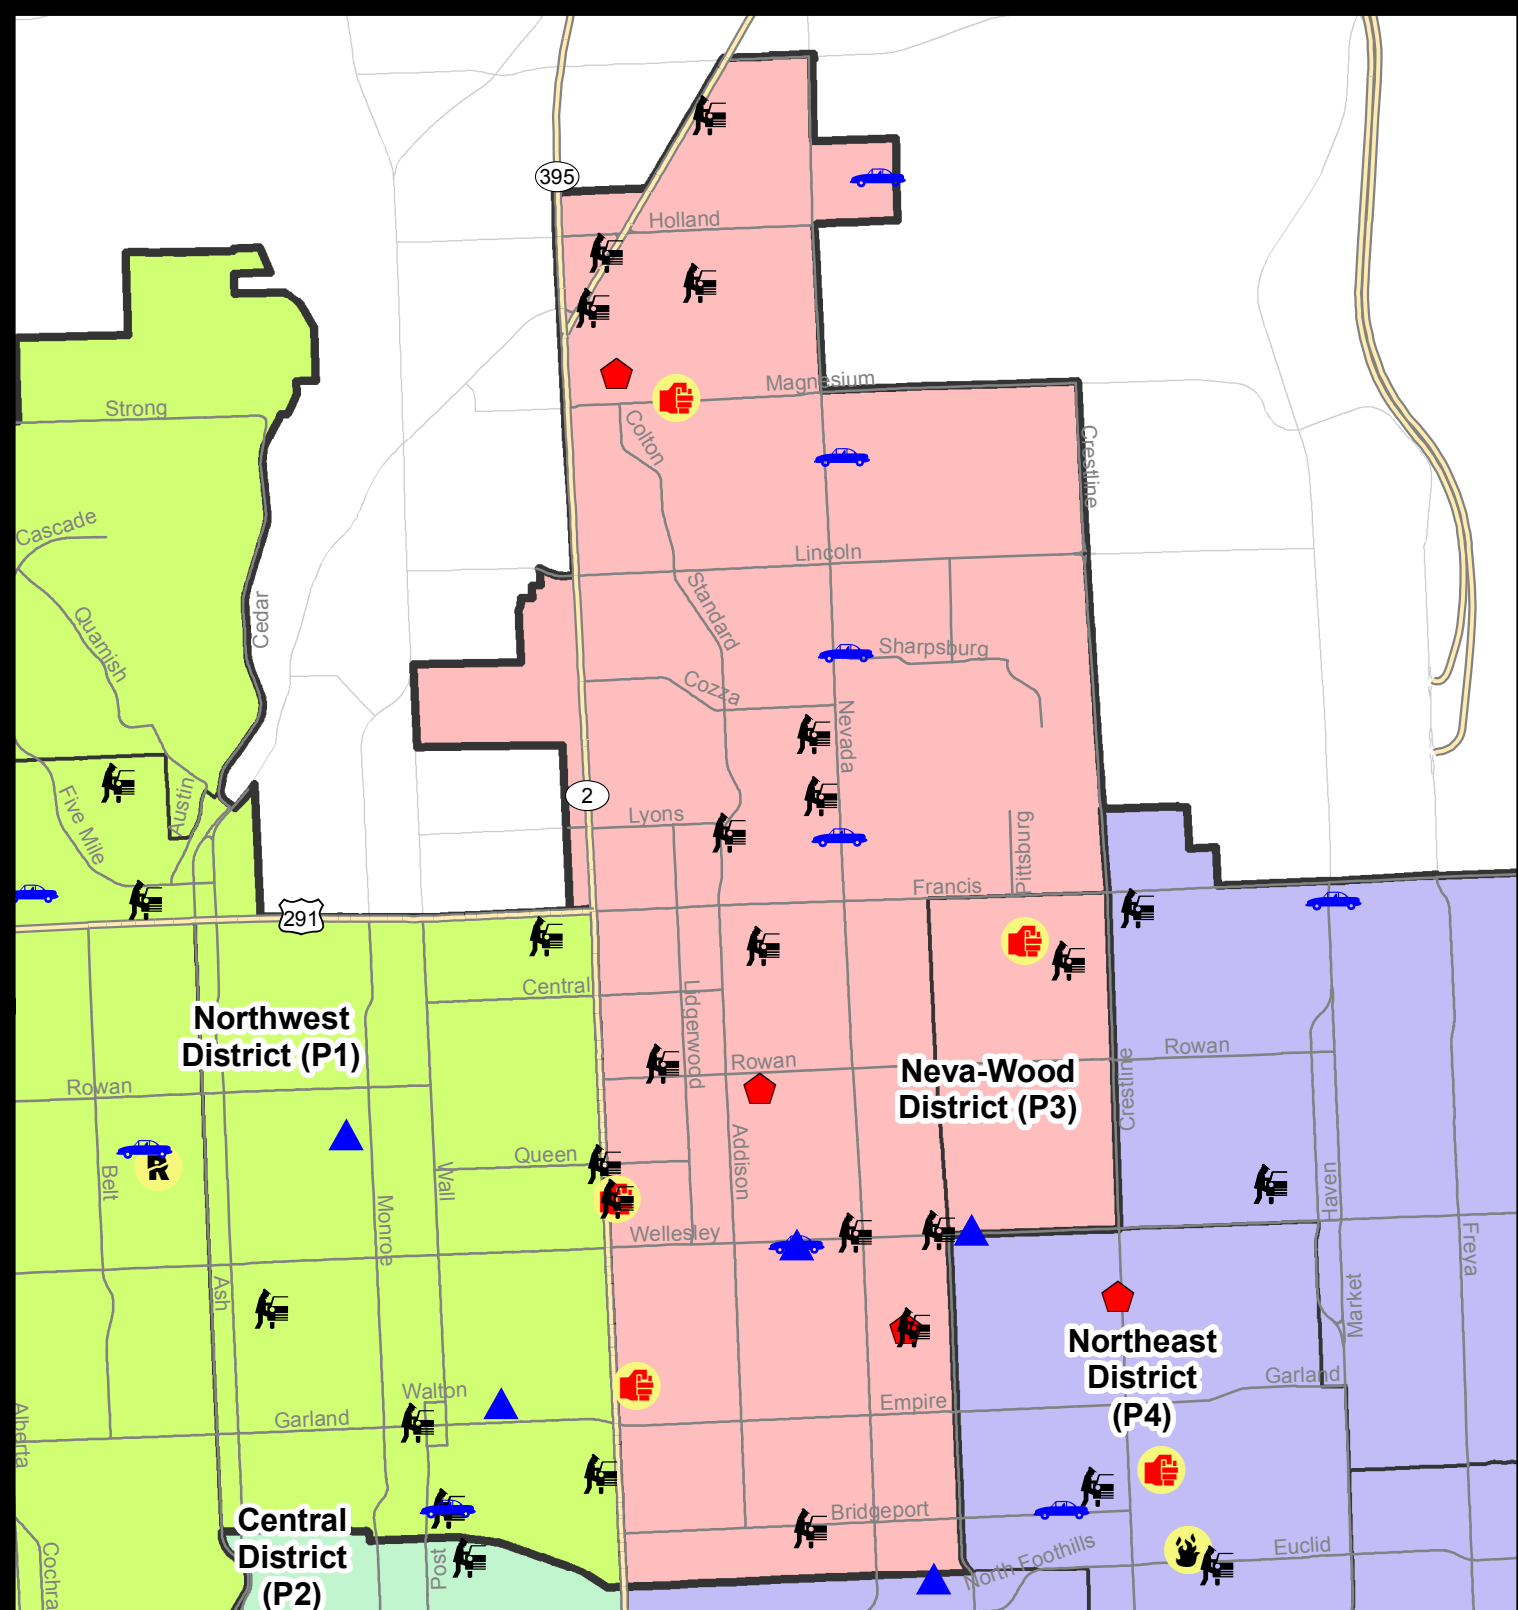 395
Holland
Magnesium
Strong
Colton
Crestline
Cascade
Lincoln
Standard
Cedar
Quamish
Sharpsburg
Cozza
Nevada
2
Austin
Five Mile
Lyons
Pittsburg
Francis
291
Central
Lidgerwood
Northwest
District (P1)
Rowan
Rowan
Rowan
Neva-Wood
District (P3)
Crestline
Addison
Queen
Belt
Wall
Monroe
Haven
Wellesley
Freya
Ash
Market
Northeast
District
(P4)
Walton
Garland
Garland
Empire
Alberta
Bridgeport
Central
District
(P2)
Post
North Foothills
Euclid
Cochra